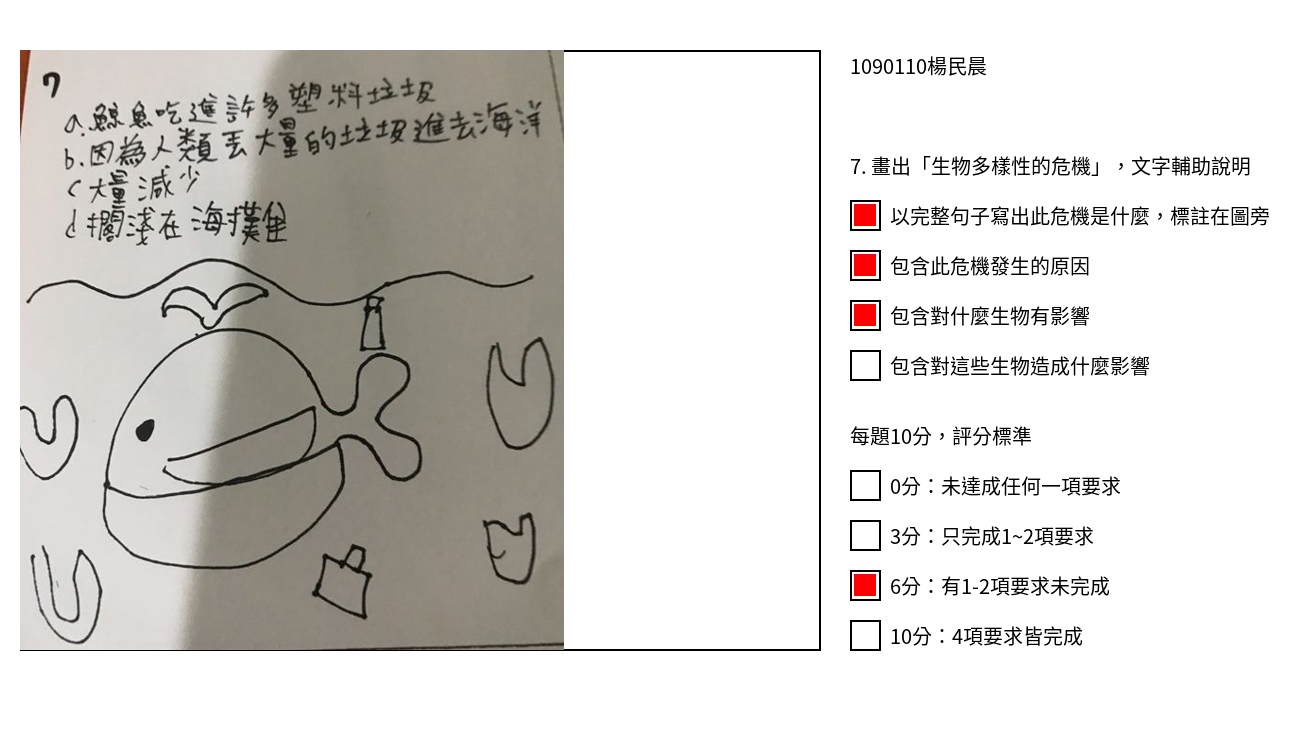 7
a.鯨魚吃進許多塑料垃圾
b.因為人類丟大量的垃圾進去海洋
c大量減少
d擱淺在海
1090110楊民晨
7. 畫出「生物多樣性的危機」，文字輔助說明
以完整句子寫出此危機是什麼，標註在圖旁
包含此危機發生的原因
包含對什麼生物有影響
包含對這些生物造成什麼影響
每題10分，評分標準
0分：未達成任何一項要求
3分：只完成1~2項要求
6分：有1-2項要求未完成
10分：4項要求皆完成